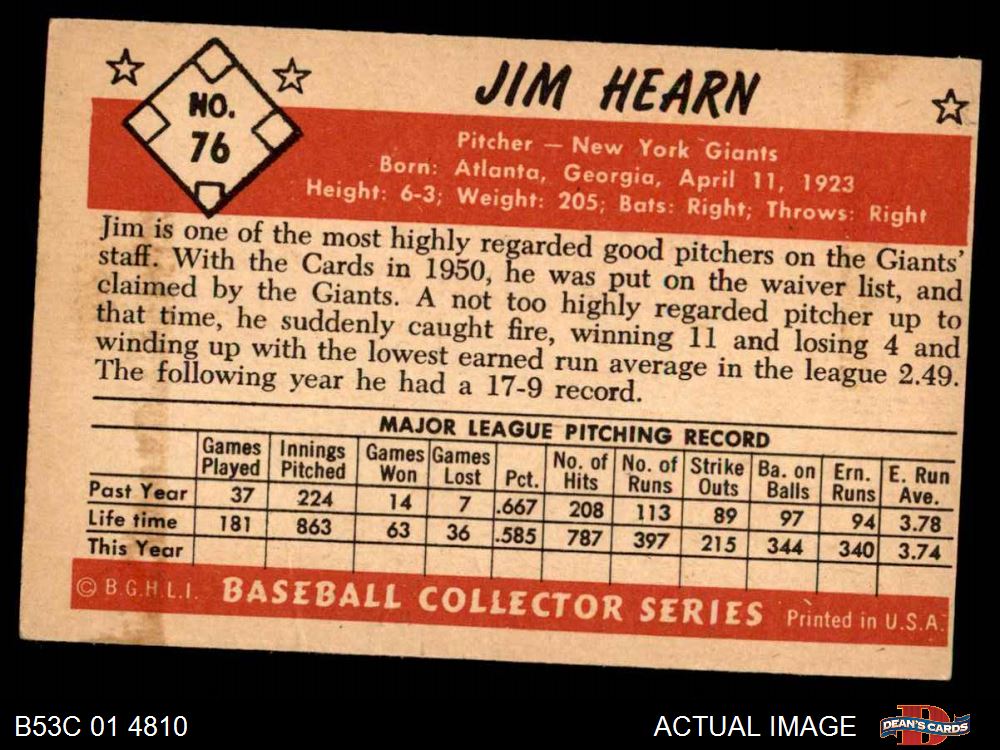 NO.
76
JIM HEARN
Pitcher — New York Giants
Born: Atlanta, Georgia, April 11, 1923
Height: 6-3; Weight: 205; Bats: Right; Throws: Right
Jim is one of the most highly regarded good pitchers on the Giants'
staff. With the Cards in 1950, he was put on the waiver list, and
claimed by the Giants. A not too highly regarded pitcher up to
that time, he suddenly caught fire, winning 11 and losing 4 and
winding up with the lowest earned run average in the league 2.49.
The following year he had a 17-9 record.
MAJOR LEAGUE PITCHING RECORD
Games Played Innings Pitched Games Won Games Lost Pct. No. of Hits No. of Runs Strike Outs Ba. on Balls Ern. Runs E. Run Ave.
Past Year 37 224 14 7 .667 208 113 89 97 94 3.78
Life time 181 863 63 36 .585 787 397 215 344 340 3.74
This Year
© B.G.H.L.I. BASEBALL COLLECTOR SERIES Printed in U.S.A.
B53C 01 4810 ACTUAL IMAGE DEAN'S CARDS